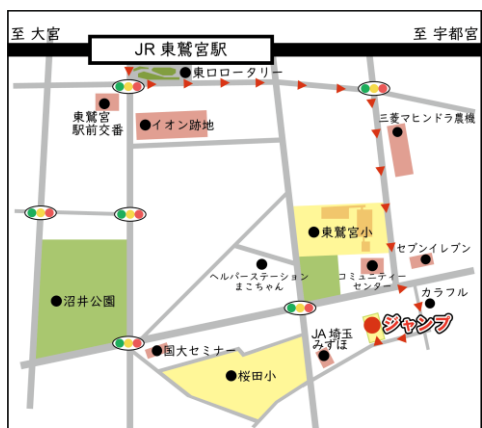 至 大宮
JR 東鷲宮駅
至 宇都宮
東口ロータリー
東鷲宮
駅前交番
イオン跡地
三菱マヒンドラ農機
東鷲宮小
セブンイレブン
ヘルパーステーション
まこちゃん
コミュニティー
センター
沼井公園
カラフル
ジャンプ
JA 埼玉
みずほ
国大セミナー
桜田小